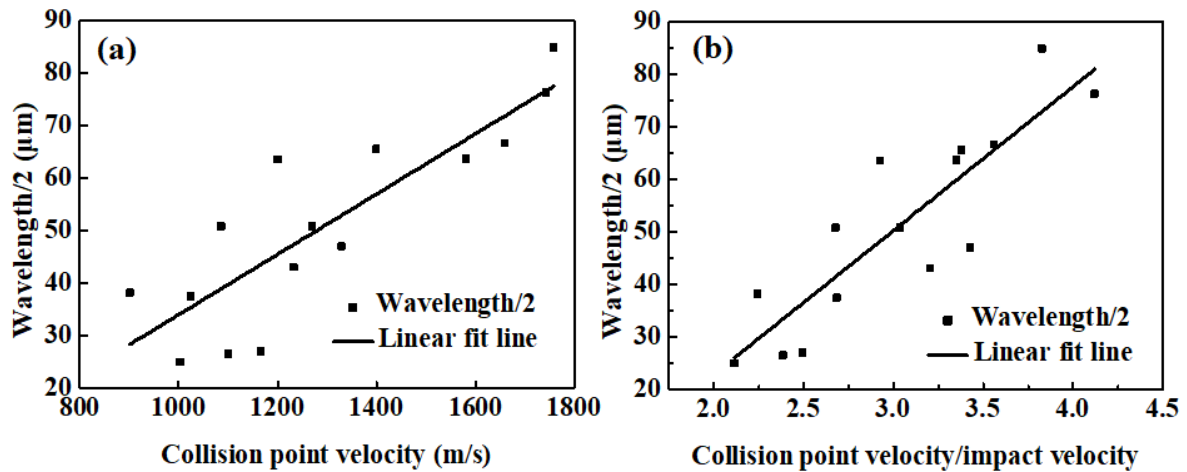 (a)
Wavelength/2 (µm)
90
80
70
60
50
40
30
20
800 1000 1200 1400 1600 1800
Collision point velocity (m/s)
Wavelength/2
Linear fit line
(b)
Wavelength/2 (µm)
90
80
70
60
50
40
30
20
2.0 2.5 3.0 3.5 4.0 4.5
Collision point velocity/impact velocity
Wavelength/2
Linear fit line